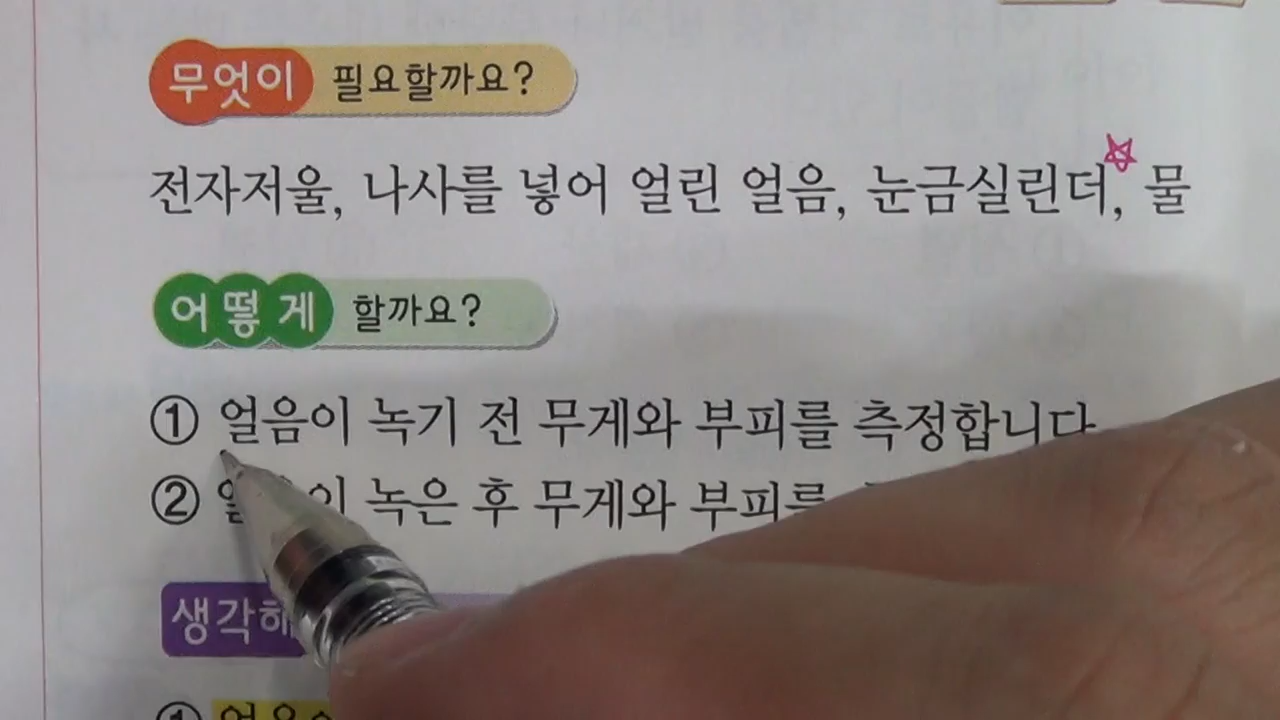 무엇이 필요할까요?
전자저울, 나사를 넣어 얼린 얼음, 눈금실린더, 물
어떻게 할까요?
① 얼음이 녹기 전 무게와 부피를 측정합니다
② 녹은 후 무게와 부피를
생각해
①